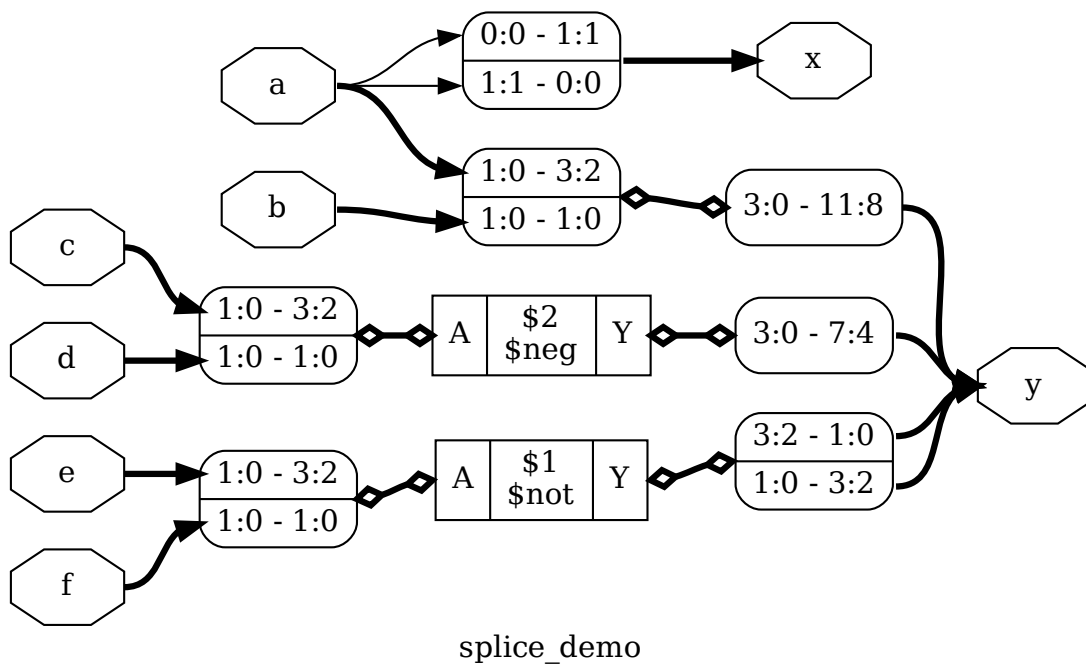 a
0:0 - 1:1
1:1 - 0:0
x
b
1:0 - 3:2
1:0 - 1:0
3:0 - 11:8
c
d
1:0 - 3:2
1:0 - 1:0
A
$2
$neg
Y
3:0 - 7:4
y
e
f
1:0 - 3:2
1:0 - 1:0
A
$1
$not
Y
3:2 - 1:0
1:0 - 3:2
splice_demo